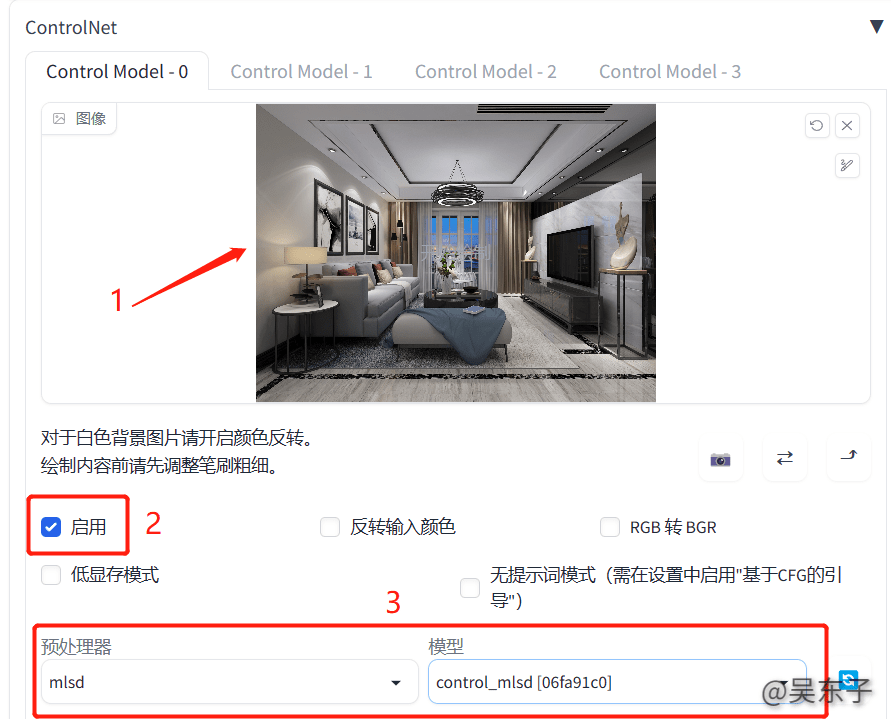 ControlNet
Control Model - 0
Control Model - 1
Control Model - 2
Control Model - 3
图像
1
对于白色背景图片请开启颜色反转。
绘制内容前请先调整笔刷粗细。
启用
2
反转输入颜色
RGB 转 BGR
低显存模式
无提示词模式（需在设置中启用"基于CFG的引
导"）
3
预处理器
模型
mlsd
control_mlsd [06fa91c0]
@吴东子